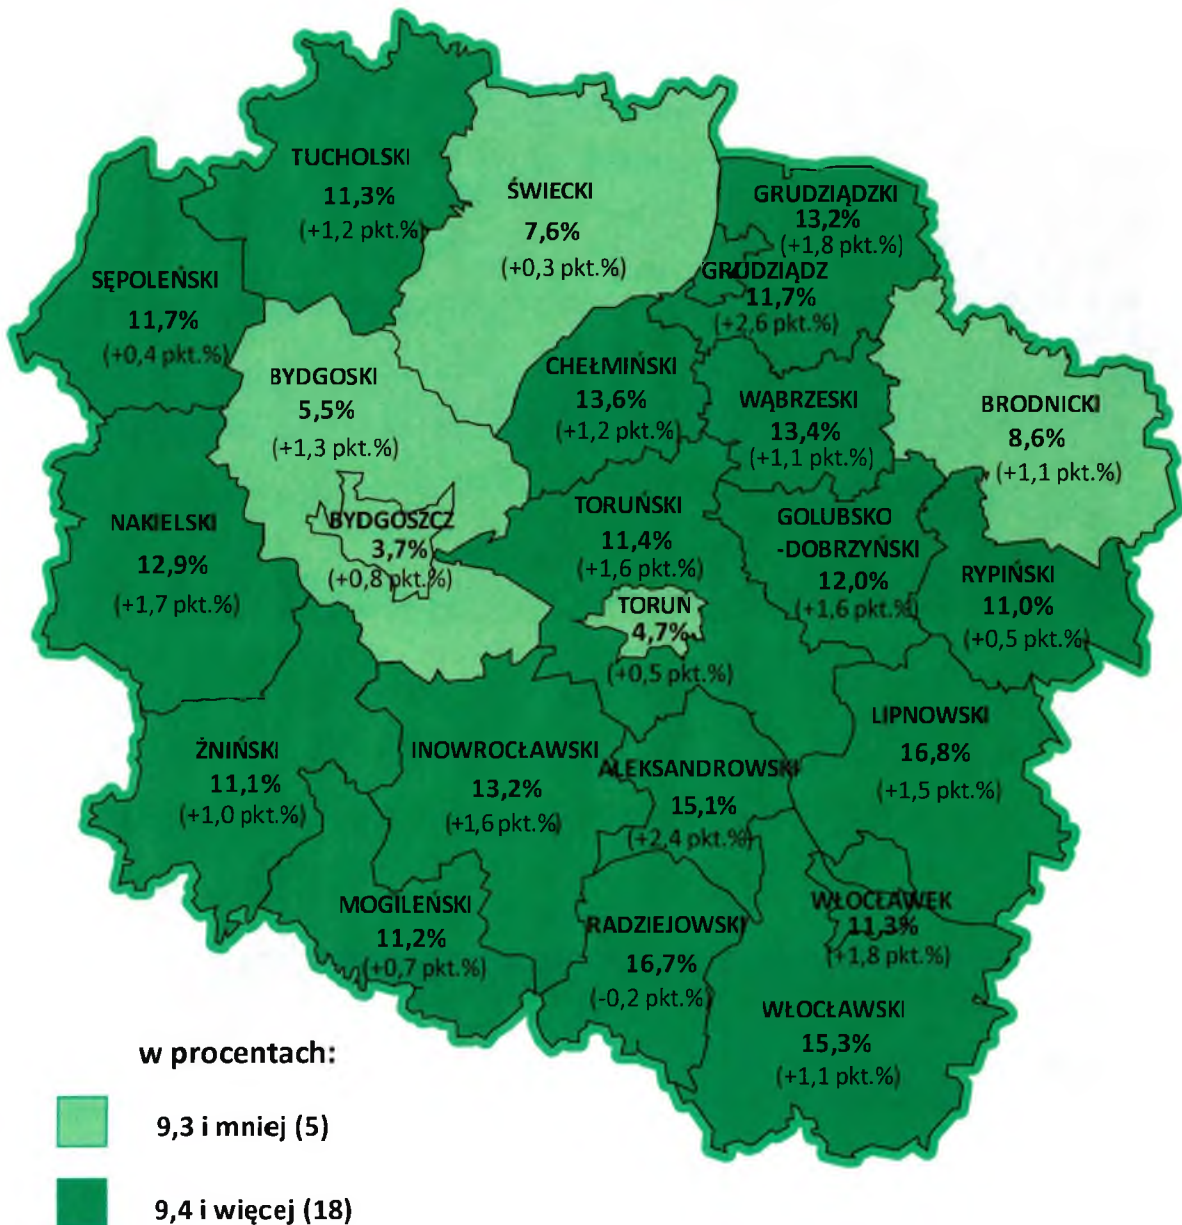 TUCHOLSKI
11,3%
(+1,2 pkt.%)
ŚWIECKI
7,6%
(+0,3 pkt.%)
GRUDZIĄDZKI
13,2%
(+1,8 pkt.%)
GRUDZIĄDZ
11,7%
(+2,6 pkt.%)
SĘPOLEŃSKI
11,7%
(+0,4 pkt.%)
BYDGOSKI
5,5%
(+1,3 pkt.%)
CHEŁMIŃSKI
13,6%
(+1,2 pkt.%)
WĄBRZESKI
13,4%
(+1,1 pkt.%)
BRODNICKI
8,6%
(+1,1 pkt.%)
NAKIELSKI
12,9%
(+1,7 pkt.%)
BYDGOSZCZ
3,7%
(+0,8 pkt.%)
TORUŃSKI
11,4%
(+1,6 pkt.%)
GOLUBSKO
-DOBRZYŃSKI
12,0%
(+1,6 pkt.%)
RYPIŃSKI
11,0%
(+0,5 pkt.%)
TORUŃ
4,7%
(+0,5 pkt.%)
ŻNIŃSKI
11,1%
(+1,0 pkt.%)
INOWROCŁAWSKI
13,2%
(+1,6 pkt.%)
ALEKSANDROWSKI
15,1%
(+2,4 pkt.%)
LIPNOWSKI
16,8%
(+1,5 pkt.%)
MOGILEŃSKI
11,2%
(+0,7 pkt.%)
RADZIEJOWSKI
16,7%
(-0,2 pkt.%)
WŁOCŁAWEK
11,3%
(+1,8 pkt.%)
WŁOCŁAWSKI
15,3%
(+1,1 pkt.%)
w procentach:
9,3 i mniej (5)
9,4 i więcej (18)